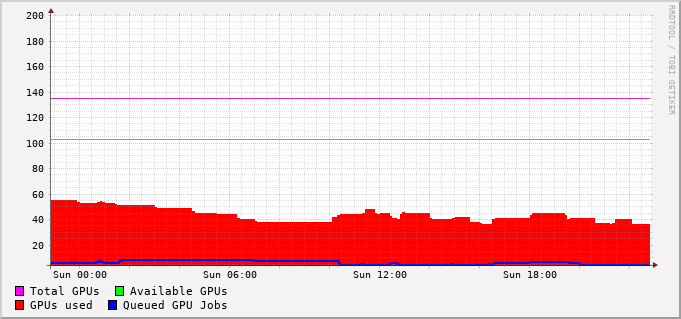 200
180
160
140
120
100
80
60
40
20
Sun 00:00 Sun 06:00 Sun 12:00 Sun 18:00
Total GPUs Available GPUs
GPUs used Queued GPU Jobs
RRDTOOL / TOBI OETIKER